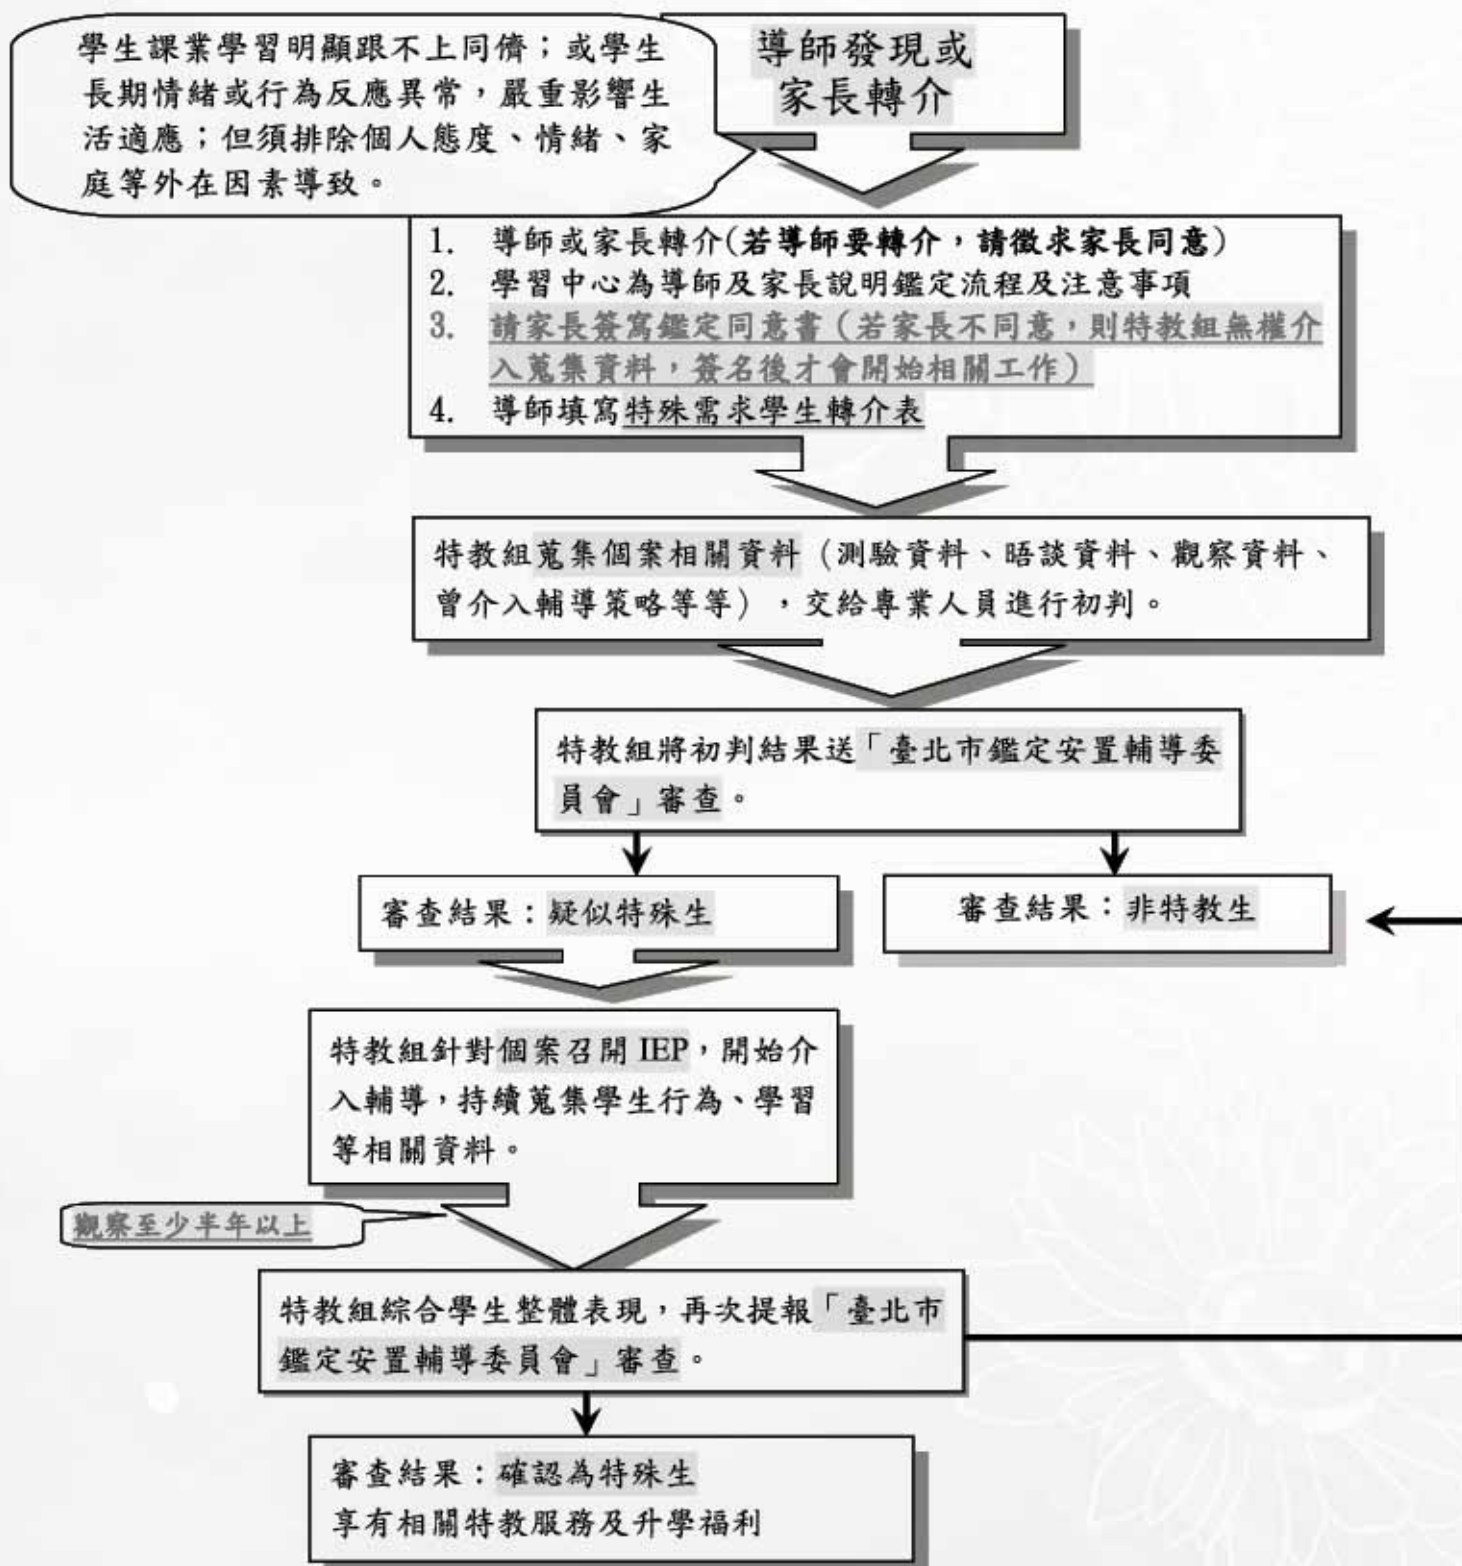 學生課業學習明顯跟不上同儕；或學生
長期情緒或行為反應異常，嚴重影響生
活適應；但須排除個人態度、情緒、家
庭等外在因素導致。
導師發現或
家長轉介
1. 導師或家長轉介(若導師要轉介，請徵求家長同意)
2. 學習中心為導師及家長說明鑑定流程及注意事項
3. 請家長簽寫鑑定同意書（若家長不同意，則特教組無權介
入蒐集資料，簽名後才會開始相關工作）
4. 導師填寫特殊需求學生轉介表
特教組蒐集個案相關資料（測驗資料、晤談資料、觀察資料、
曾介入輔導策略等等），交給專業人員進行初判。
特教組將初判結果送「臺北市鑑定安置輔導委
員會」審查。
審查結果：疑似特殊生
審查結果：非特教生
特教組針對個案召開 IEP，開始介
入輔導，持續蒐集學生行為、學習
等相關資料。
觀察至少半年以上
特教組綜合學生整體表現，再次提報「臺北市
鑑定安置輔導委員會」審查。
審查結果：確認為特殊生
享有相關特教服務及升學福利